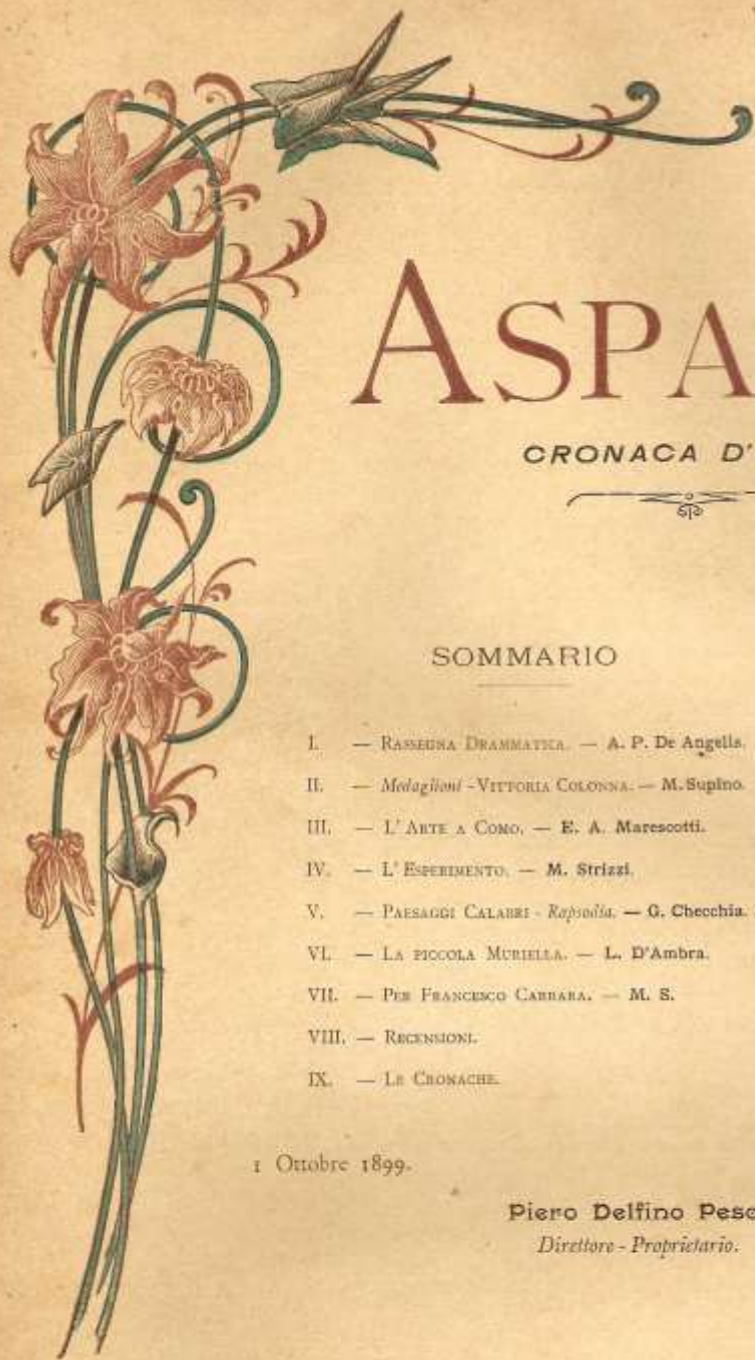 ASPA
CRONACA D'
SOMMARIO
I. — RASSEGNA DRAMMATICA. — A. P. De Angelis.
II. — Medaglioni - VITTORIA COLONNA. — M. Supino.
III. — L'ARTE A COMO. — E. A. Marescotti.
IV. — L'ESPERIMENTO. — M. Strizzi.
V. — PAESAGGI CALABRI - Rapsodia. — G. Checchia.
VI. — LA PICCOLA MURIELLA. — L. D'Ambra.
VII. — PER FRANCESCO CARRARA. — M. S.
VIII. — RECENSIONI.
IX. — LE CRONACHE.
1 Ottobre 1899.
Piero Delfino Pesc
Direttore - Proprietario.